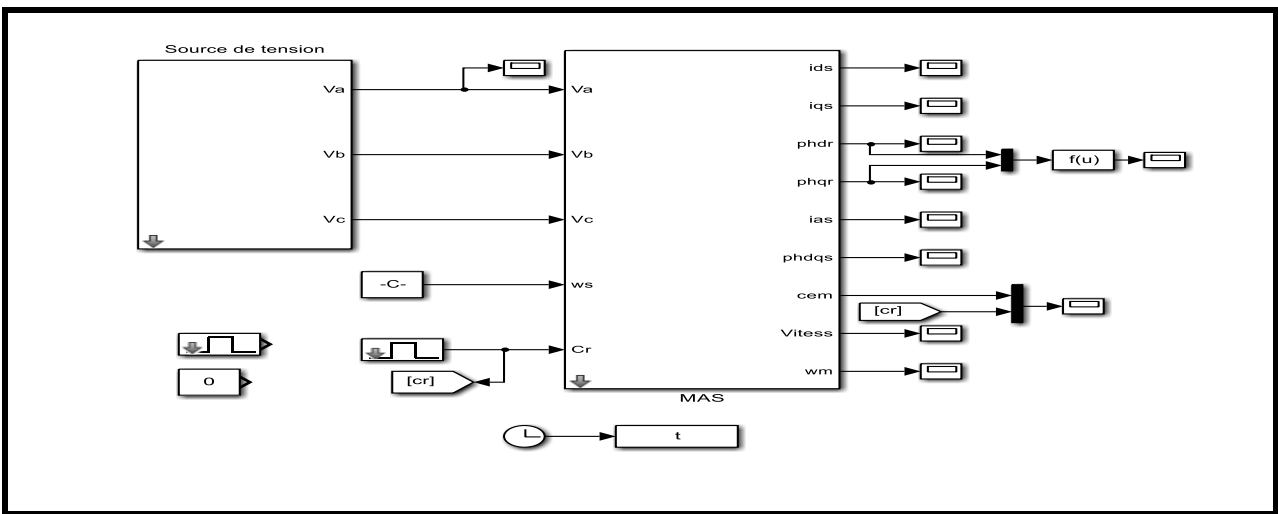 Source de tension
Va
Vb
Vc
Va
Vb
Vc
ws
Cr
-C-
0
[cr]
ids
iqs
phdr
phqr
ias
phdqs
cem
Vitess
wm
MAS
[cr]
f(u)
t